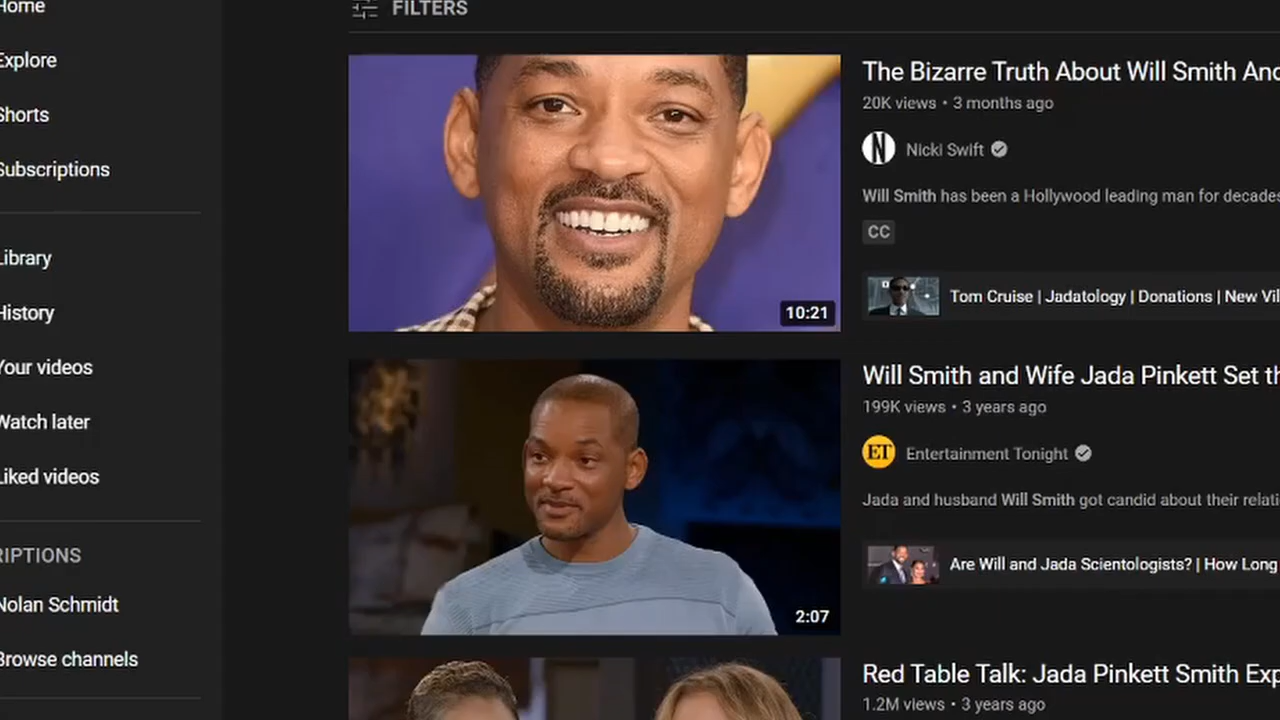 Home
Explore
Shorts
Subscriptions
Library
History
Your videos
Watch later
Liked videos
RIPTIONS
Nolan Schmidt
Browse channels
FILTERS
10:21
The Bizarre Truth About Will Smith And
20K views • 3 months ago
N
Nicki Swift
Will Smith has been a Hollywood leading man for decades
CC
Tom Cruise | Jadatology | Donations | New Vil
2:07
Will Smith and Wife Jada Pinkett Set th
199K views • 3 years ago
ET
Entertainment Tonight
Jada and husband Will Smith got candid about their relati
Are Will and Jada Scientologists? | How Long
Red Table Talk: Jada Pinkett Smith Exp
1.2M views • 3 years ago